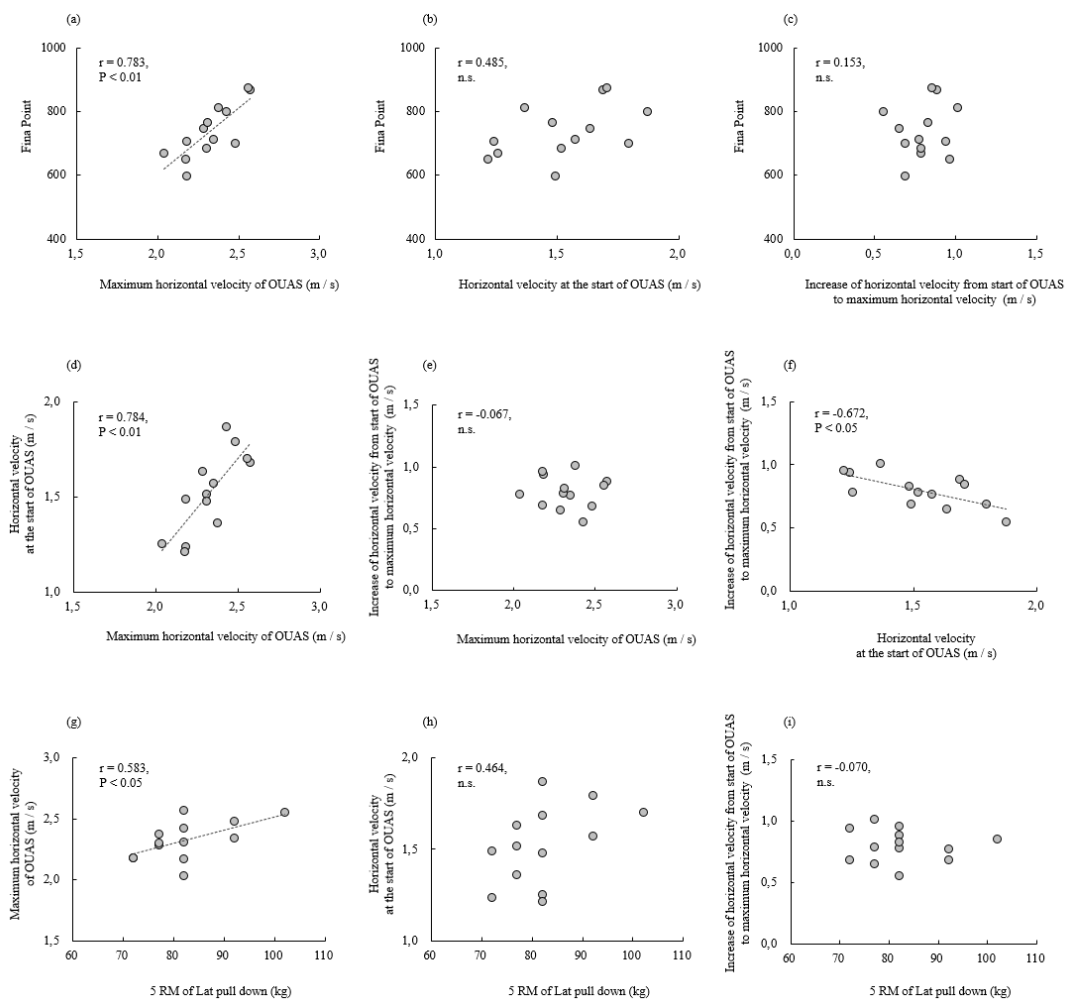 (a)
r = 0.783,
P < 0.01
Fina Point
1000
800
600
400
1,5
2,0
2,5
3,0
Maximum horizontal velocity of OUAS (m / s)
(b)
r = 0.485,
n.s.
Fina Point
1000
800
600
400
1,0
1,5
2,0
Horizontal velocity at the start of OUAS (m / s)
(c)
r = 0.153,
n.s.
Fina Point
1000
800
600
400
0,0
0,5
1,0
1,5
Increase of horizontal velocity from start of OUAS
to maximum horizontal velocity (m / s)
(d)
r = 0.784,
P < 0.01
Horizontal velocity
at the start of OUAS (m / s)
2,0
1,5
1,0
1,5
2,0
2,5
3,0
Maximum horizontal velocity of OUAS (m / s)
(e)
r = -0.067,
n.s.
Increase of horizontal velocity from start of OUAS
to maximum horizontal velocity (m / s)
1,5
1,0
0,5
0,0
1,5
2,0
2,5
3,0
Maximum horizontal velocity of OUAS (m / s)
(f)
r = -0.672,
P < 0.05
Increase of horizontal velocity from start of OUAS
to maximum horizontal velocity (m / s)
1,5
1,0
0,5
0,0
1,0
1,5
2,0
Horizontal velocity
at the start of OUAS (m / s)
(g)
r = 0.583,
P < 0.05
Maximum horizontal velocity
of OUAS (m / s)
3,0
2,5
2,0
1,5
60
70
80
90
100
110
5 RM of Lat pull down (kg)
(h)
r = 0.464,
n.s.
Horizontal velocity
at the start of OUAS (m / s)
2,0
1,5
1,0
60
70
80
90
100
110
5 RM of Lat pull down (kg)
(i)
r = -0.070,
n.s.
Increase of horizontal velocity from start of OUAS
to maximum horizontal velocity (m / s)
1,5
1,0
0,5
0,0
60
70
80
90
100
110
5 RM of Lat pull down (kg)